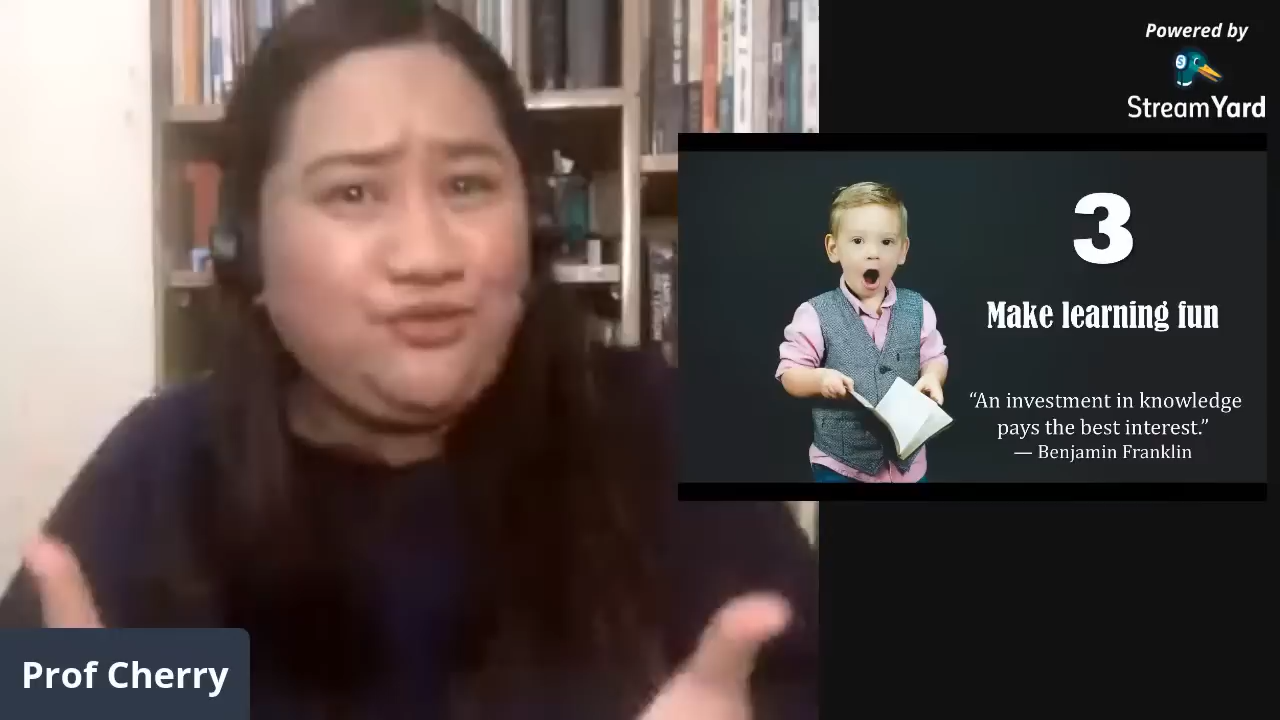 Powered by
StreamYard
3
Make learning fun
“An investment in knowledge
pays the best interest.”
— Benjamin Franklin
Prof Cherry